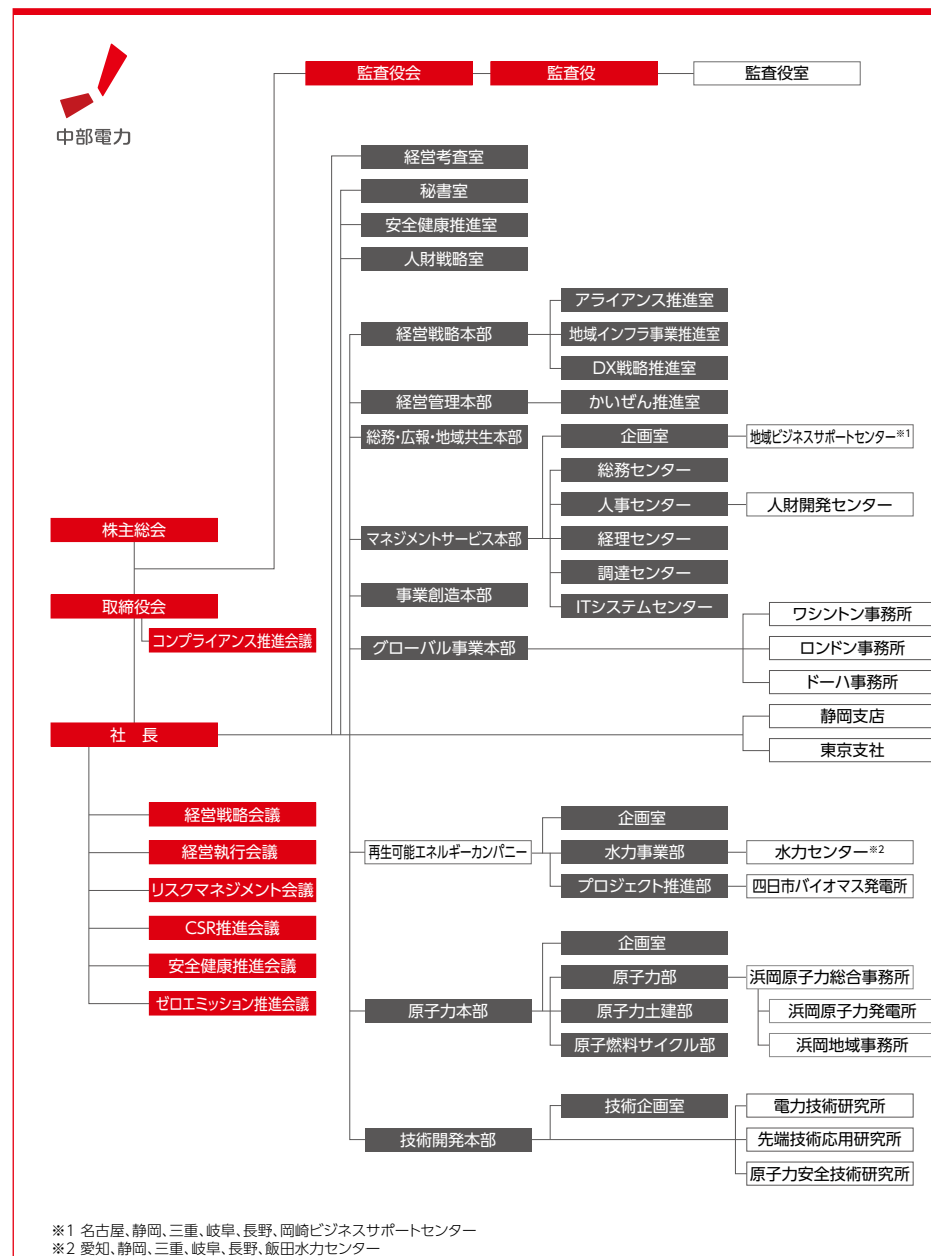 監査役会
監査役
監査役室
中部電力
経営考査室
秘書室
安全健康推進室
人財戦略室
アライアンス推進室
経営戦略本部
地域インフラ事業推進室
DX戦略推進室
経営管理本部
かいぜん推進室
総務・広報・地域共生本部
企画室
地域ビジネスサポートセンター※1
総務センター
人事センター
人財開発センター
株主総会
マネジメントサービス本部
経理センター
調達センター
取締役会
事業創造本部
ITシステムセンター
ワシントン事務所
コンプライアンス推進会議
グローバル事業本部
ロンドン事務所
ドーハ事務所
静岡支店
社　長
東京支社
経営戦略会議
企画室
経営執行会議
再生可能エネルギーカンパニー
水力事業部
水力センター※2
リスクマネジメント会議
プロジェクト推進部
四日市バイオマス発電所
CSR推進会議
企画室
安全健康推進会議
原子力部
浜岡原子力総合事務所
ゼロエミッション推進会議
原子力本部
原子力土建部
浜岡原子力発電所
原子燃料サイクル部
浜岡地域事務所
技術企画室
電力技術研究所
技術開発本部
先端技術応用研究所
原子力安全技術研究所
※1 名古屋、静岡、三重、岐阜、長野、岡崎ビジネスサポートセンター
※2 愛知、静岡、三重、岐阜、長野、飯田水力センター